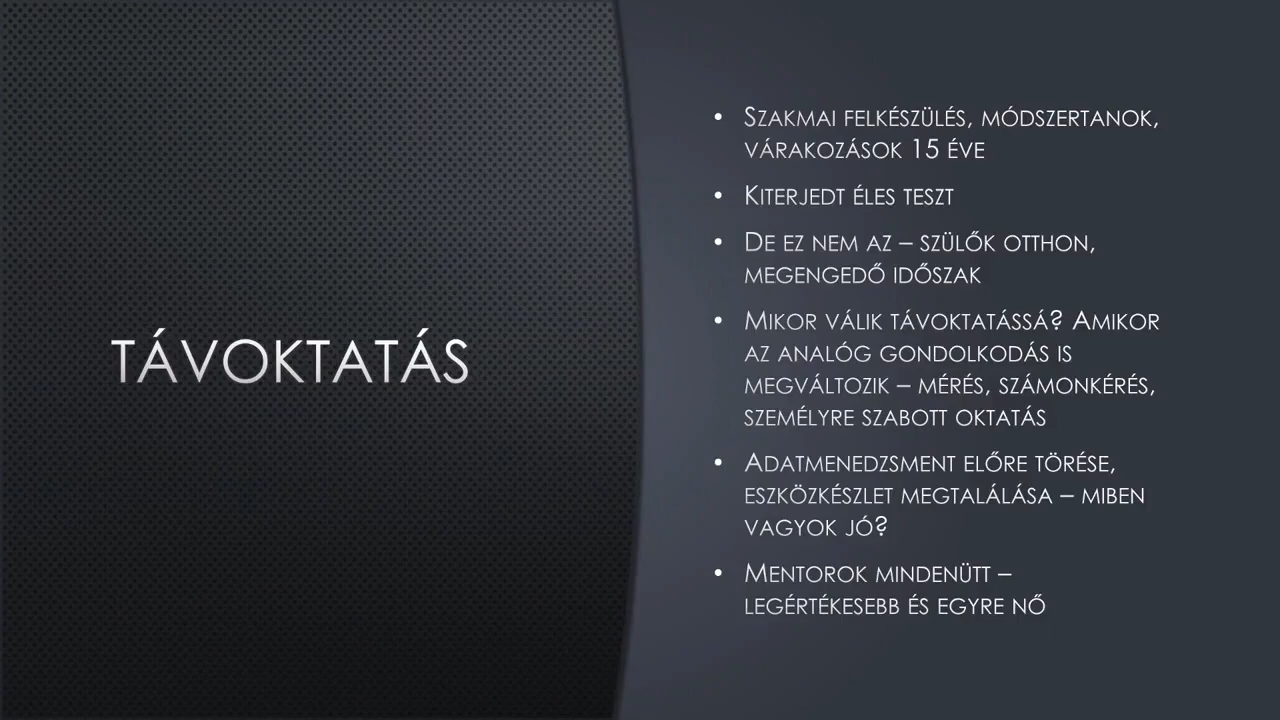 TÁVOKTATÁS
• Szakmai felkészülés, módszertanok,
várakozások 15 éve
• Kiterjedt éles teszt
• De ez nem az – szülők otthon,
megengedő időszak
• Mikor válik távoktatássá? Amikor
az analóg gondolkodás is
megváltozik – mérés, számonkérés,
személyre szabott oktatás
• Adatmenedzsment előre törése,
eszközkészlet megtalálása – miben
vagyok jó?
• Mentorok mindenütt –
legértékesebb és egyre nő